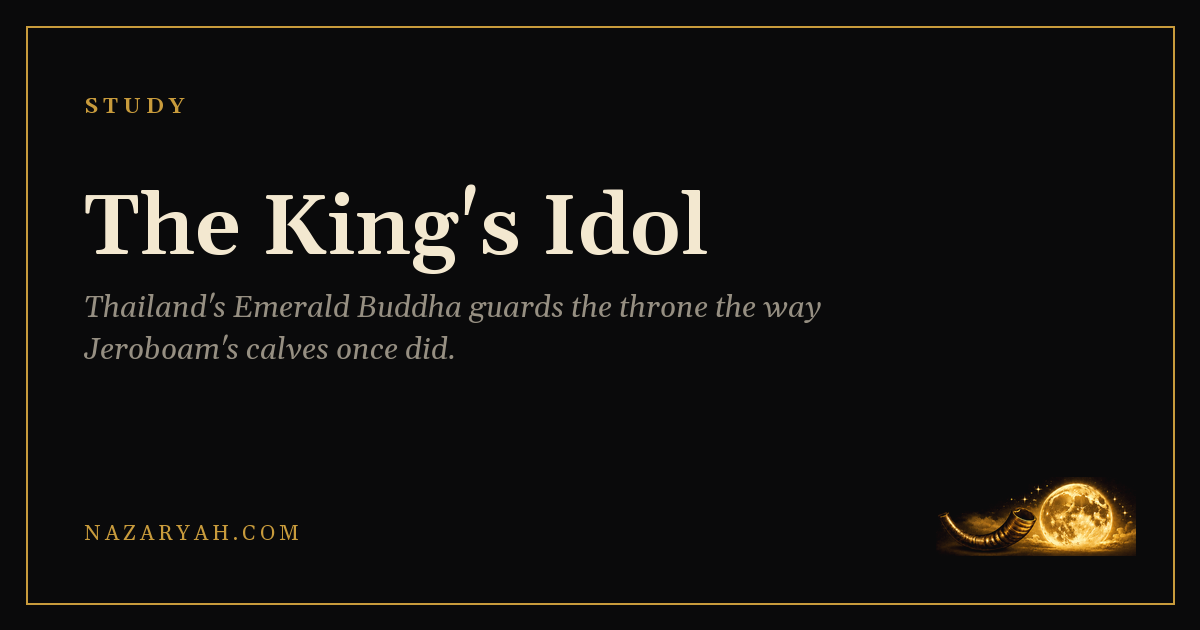 STUDY
The King's Idol
Thailand's Emerald Buddha guards the throne the way
Jeroboam's calves once did.
NAZARYAH.COM